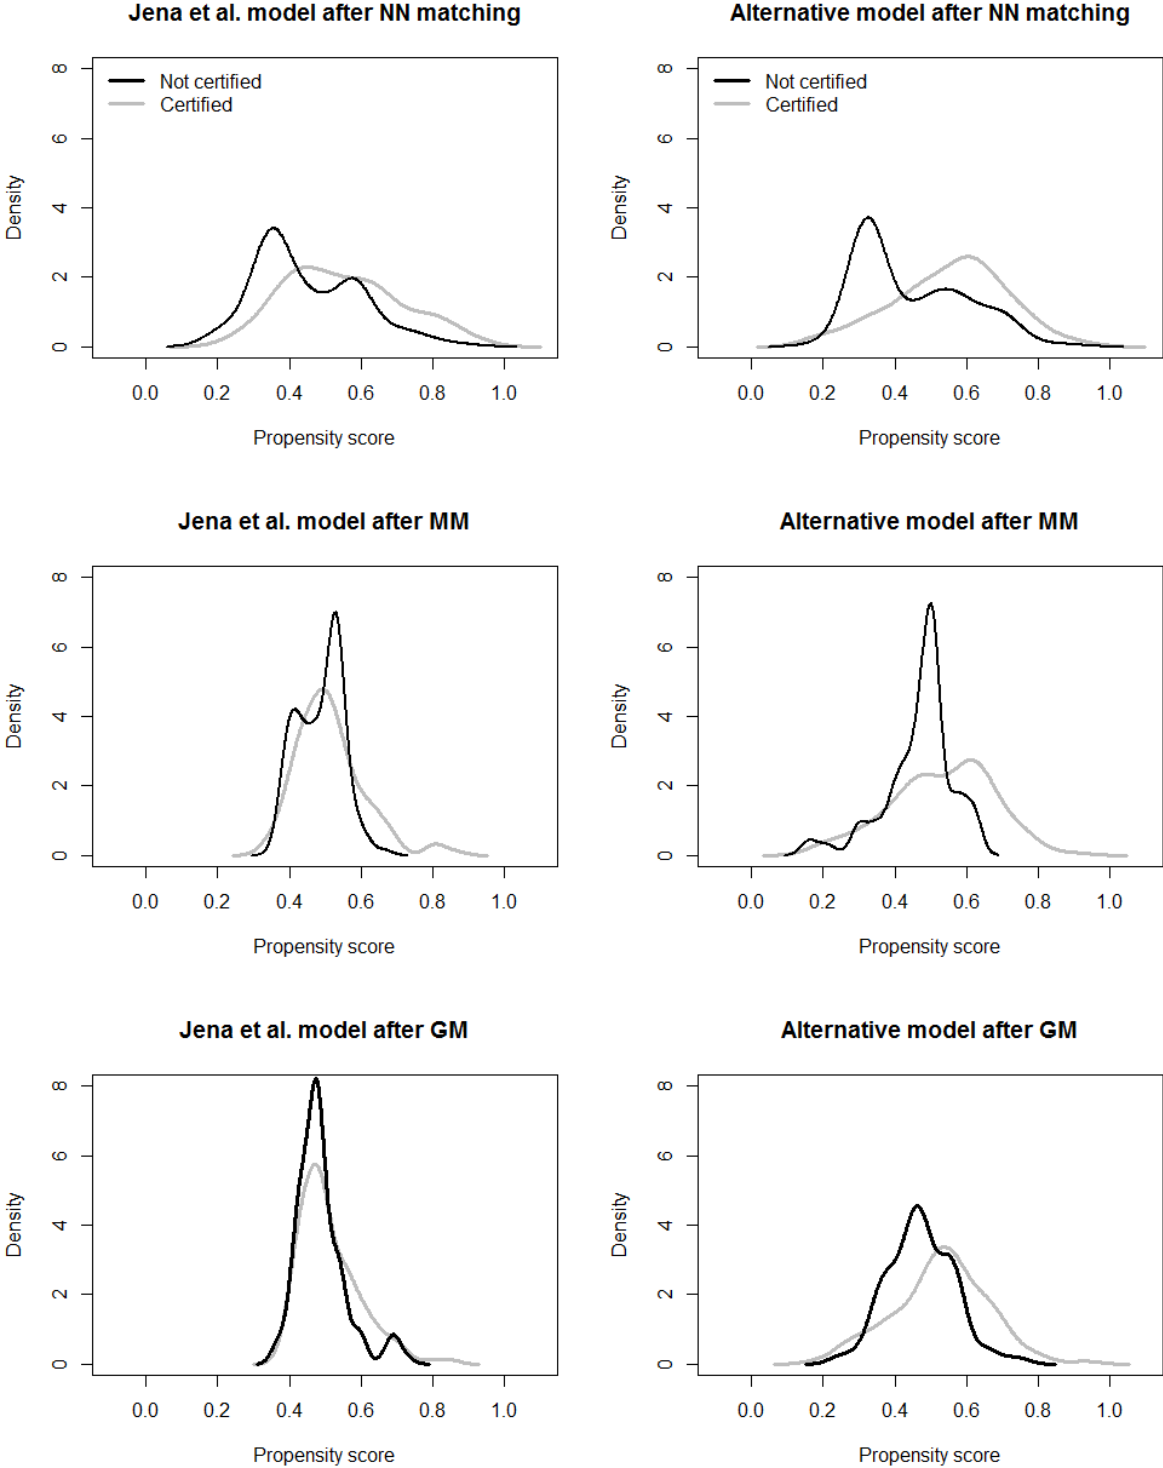 Jena et al. model after NN matching
Density
8
6
4
2
0
Not certified
Certified
0.0 0.2 0.4 0.6 0.8 1.0
Propensity score
Alternative model after NN matching
Density
8
6
4
2
0
Not certified
Certified
0.0 0.2 0.4 0.6 0.8 1.0
Propensity score
Jena et al. model after MM
Density
8
6
4
2
0
0.0 0.2 0.4 0.6 0.8 1.0
Propensity score
Alternative model after MM
Density
8
6
4
2
0
0.0 0.2 0.4 0.6 0.8 1.0
Propensity score
Jena et al. model after GM
Density
8
6
4
2
0
0.0 0.2 0.4 0.6 0.8 1.0
Propensity score
Alternative model after GM
Density
8
6
4
2
0
0.0 0.2 0.4 0.6 0.8 1.0
Propensity score